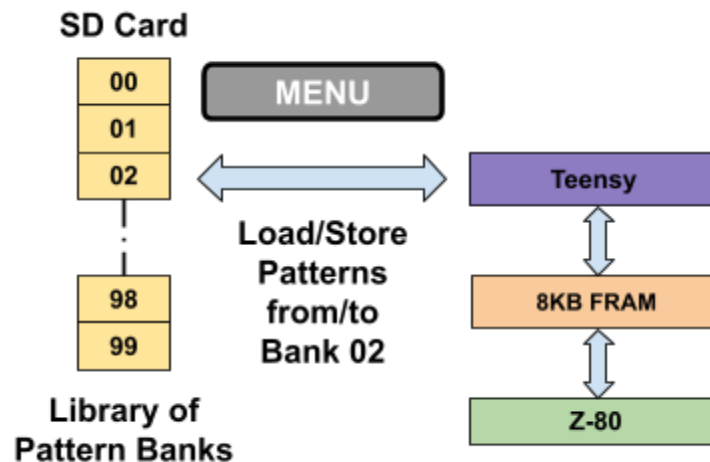 SD Card
00
01
02
98
99
Library of
Pattern Banks
MENU
Load/Store
Patterns
from/to
Bank 02
Teensy
8KB FRAM
Z-80